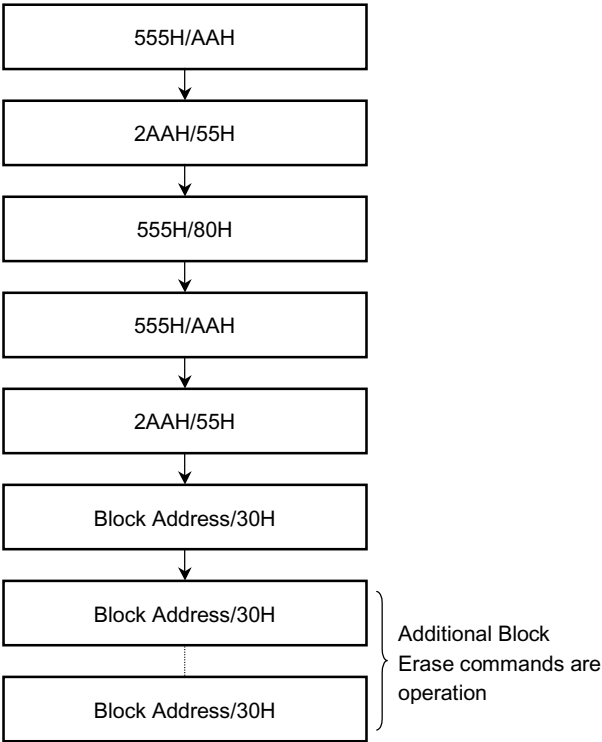 555H/AAH
2AAH/55H
555H/80H
555H/AAH
2AAH/55H
Block Address/30H
Block Address/30H
Additional Block
Erase commands are
operation
Block Address/30H